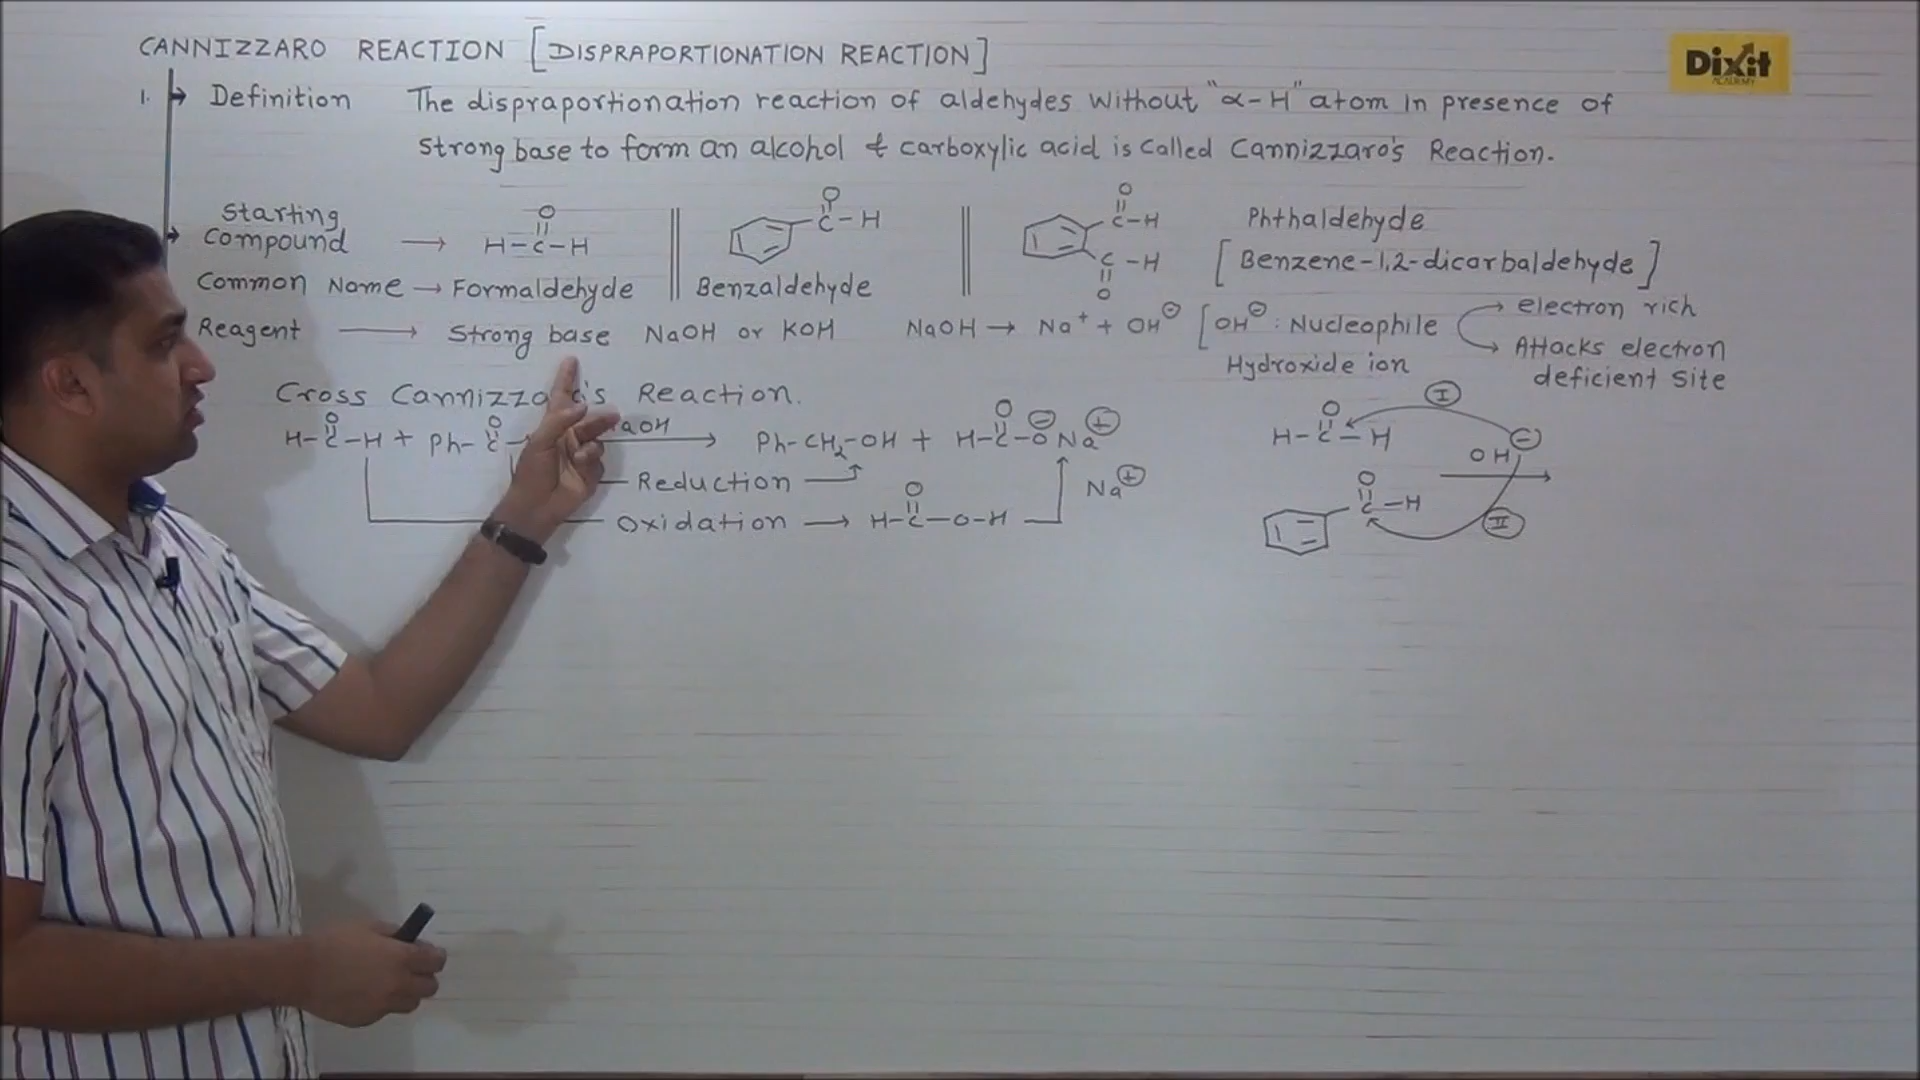 CANNIZZARO REACTION [DISPRAPORTIONATION REACTION]
Dixit
ACADEMY
1. → Definition The dispraportionation reaction of aldehydes without "α-H" atom in presence of
strong base to form an alcohol & carboxylic acid is called Cannizzaro's Reaction.
O O O
Starting
Compound → H-C-H C-H C-H Phthaldehyde
C-H [Benzene-1,2-dicarbaldehyde]
O
Common Name → Formaldehyde Benzaldehyde
Reagent → Strong base NaOH or KOH NaOH → Na⁺ + OH⊖ [OH⊖ : Nucleophile → electron rich
Hydroxide ion → Attacks electron
deficient site
Cross Cannizza 's Reaction.
O O O O I
H-C-H + Ph-C- aOH → Ph-CH₂-OH + H-C-O⊖ Na⊕ H-C-H OH⊖
Reduction → Na⊕
O O
Oxidation → H-C-O-H C-H II